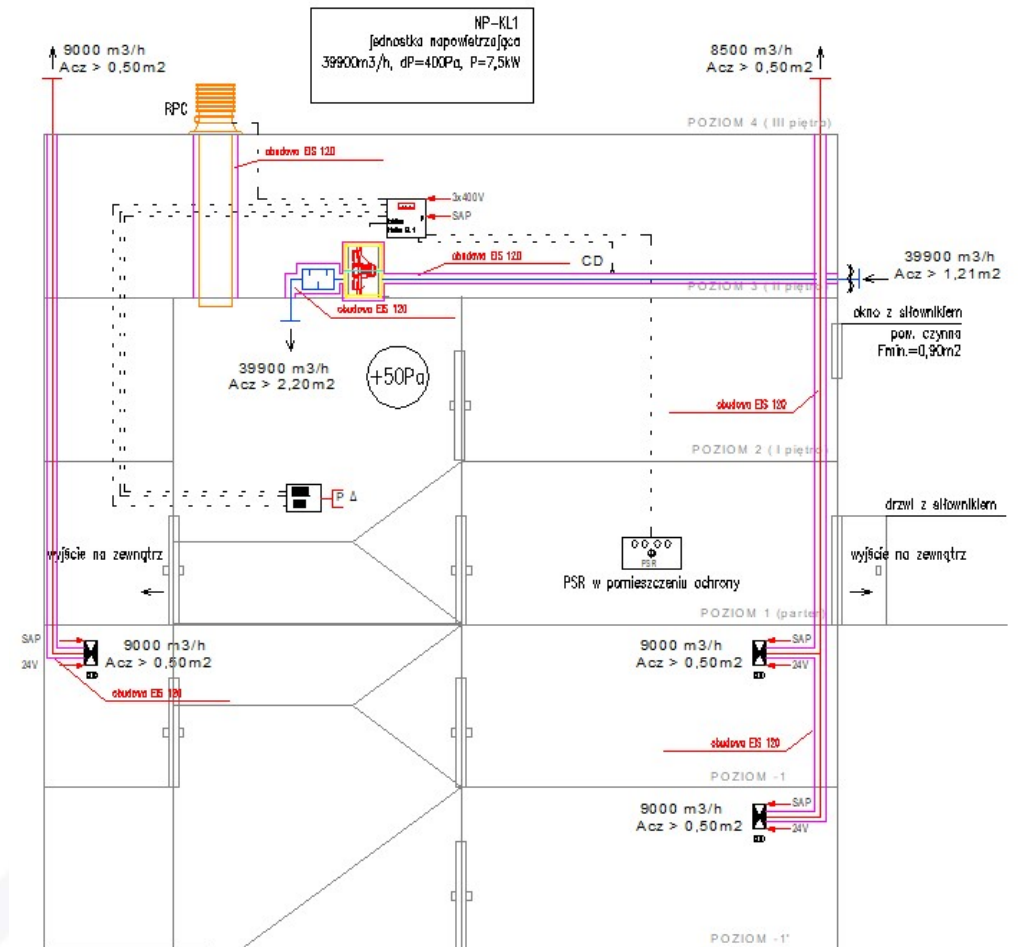 NP-KL1
jednostka napowietrzająca
39900m3/h, dP=400Pa, P=7,5kW
9000 m3/h
Acz > 0,50m2
8500 m3/h
Acz > 0,50m2
RPC
POZIOM 4 ( III piętro)
obudowa EIS 120
3x400V
SAP
obudowa EIS 120
CD
39900 m3/h
Acz > 1,21m2
POZIOM 3 ( II piętro)
obudowa EIS 120
okno z siłownikiem
pow. czynna
Fmin.=0,90m2
39900 m3/h
Acz > 2,20m2
+50Pa
obudowa EIS 120
POZIOM 2 ( I piętro)
P Δ
drzwi z siłownikiem
wyjście na zewnątrz
PSR
wyjście na zewnątrz
PSR w pomieszczeniu ochrony
POZIOM 1 (parter)
SAP
24V
9000 m3/h
Acz > 0,50m2
9000 m3/h
Acz > 0,50m2
SAP
24V
obudowa EIS 120
obudowa EIS 120
POZIOM -1
9000 m3/h
Acz > 0,50m2
SAP
24V
POZIOM -1'